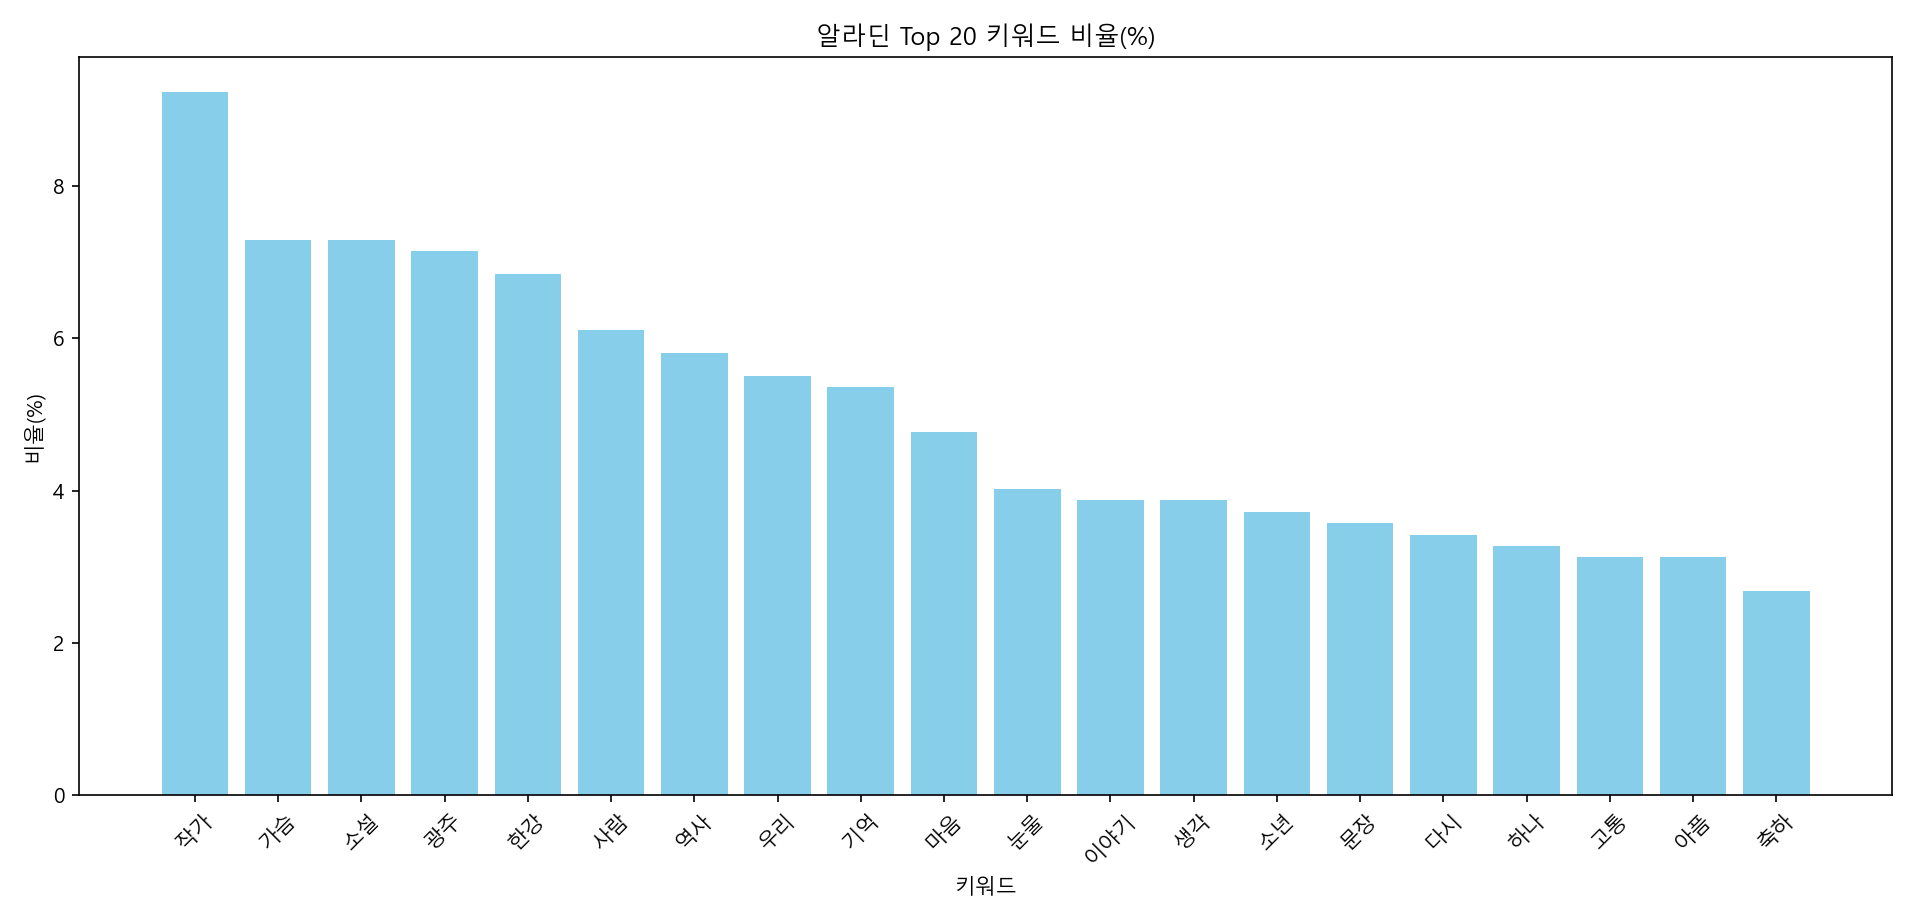 알라딘 Top 20 키워드 비율(%)
비율(%)
8
6
4
2
0
작가
가슴
소설
광주
한강
사람
역사
우리
기억
마음
눈물
이야기
생각
소년
문장
다시
하나
고통
아픔
축하
키워드